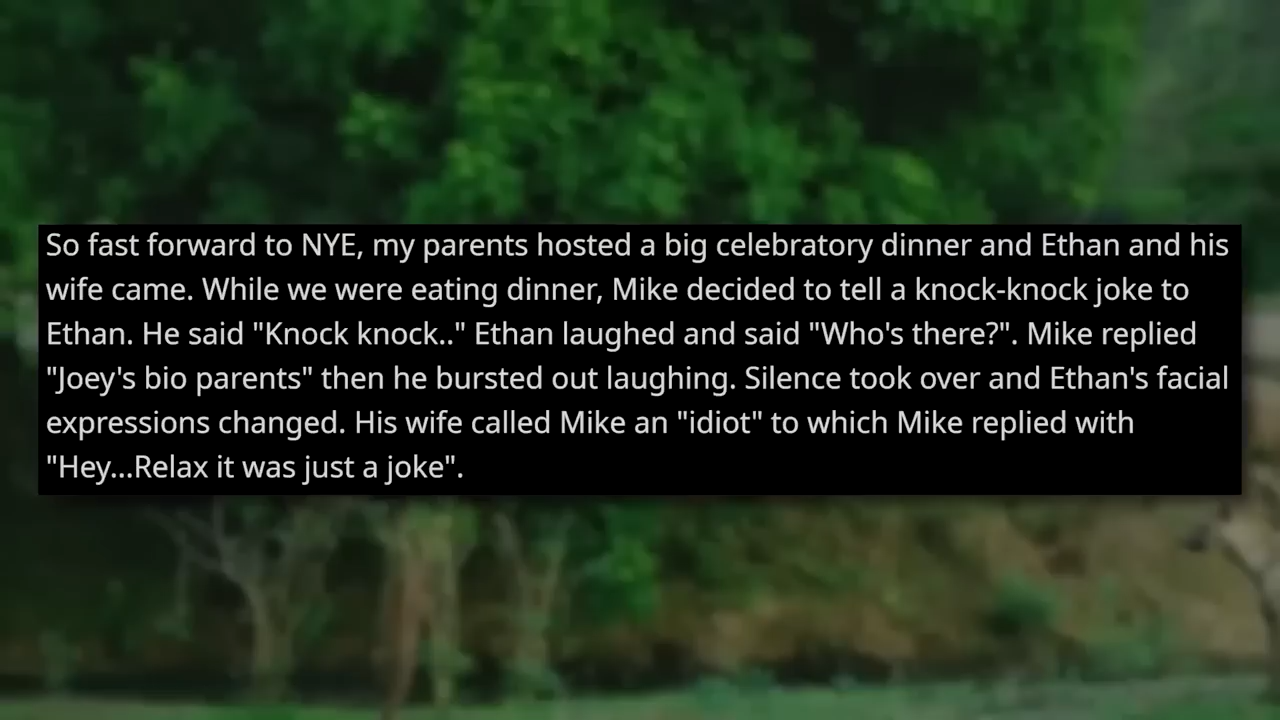 So fast forward to NYE, my parents hosted a big celebratory dinner and Ethan and his
wife came. While we were eating dinner, Mike decided to tell a knock-knock joke to
Ethan. He said "Knock knock.." Ethan laughed and said "Who's there?". Mike replied
"Joey's bio parents" then he bursted out laughing. Silence took over and Ethan's facial
expressions changed. His wife called Mike an "idiot" to which Mike replied with
"Hey...Relax it was just a joke".